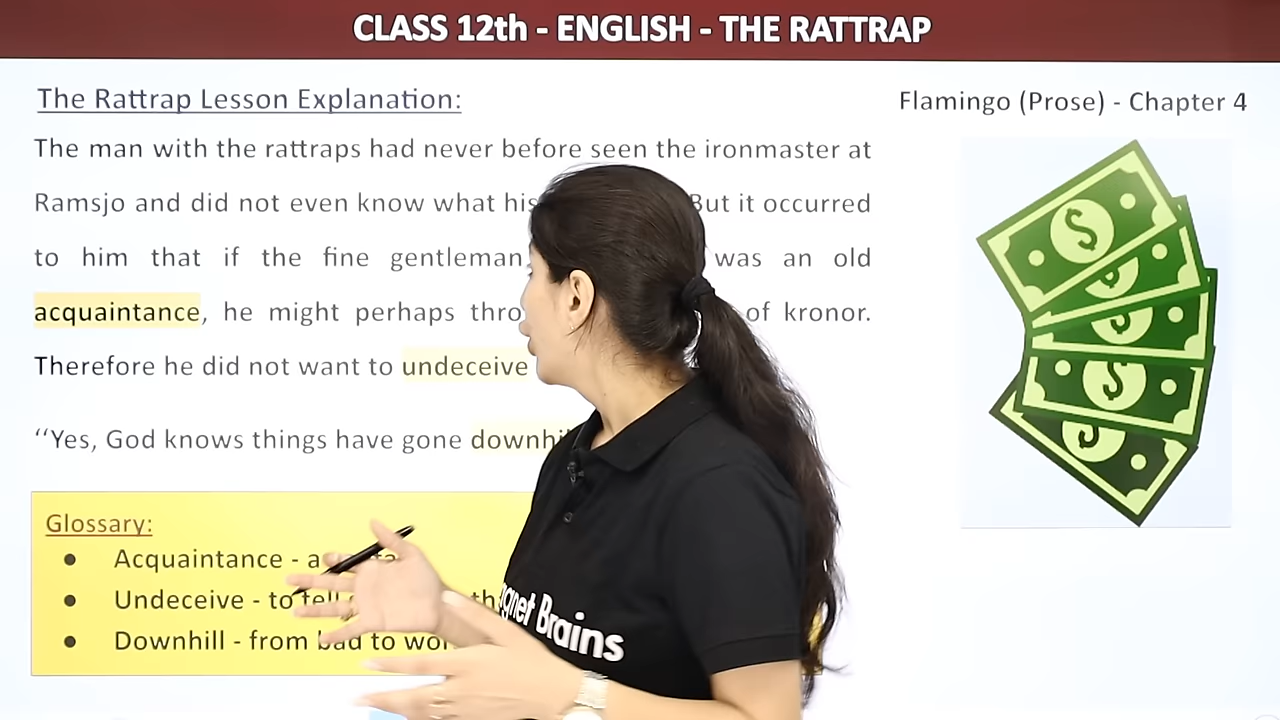 CLASS 12th - ENGLISH - THE RATTRAP
The Rattrap Lesson Explanation:
Flamingo (Prose) - Chapter 4
The man with the rattraps had never before seen the ironmaster at
Ramsjo and did not even know what his But it occurred
to him that if the fine gentleman was an old
acquaintance, he might perhaps of kronor.
Therefore he did not want to undeceive
“Yes, God knows things have gone
Glossary:
● Acquaintance -
● Undeceive - to tell
● Downhill - from bad to
Brains